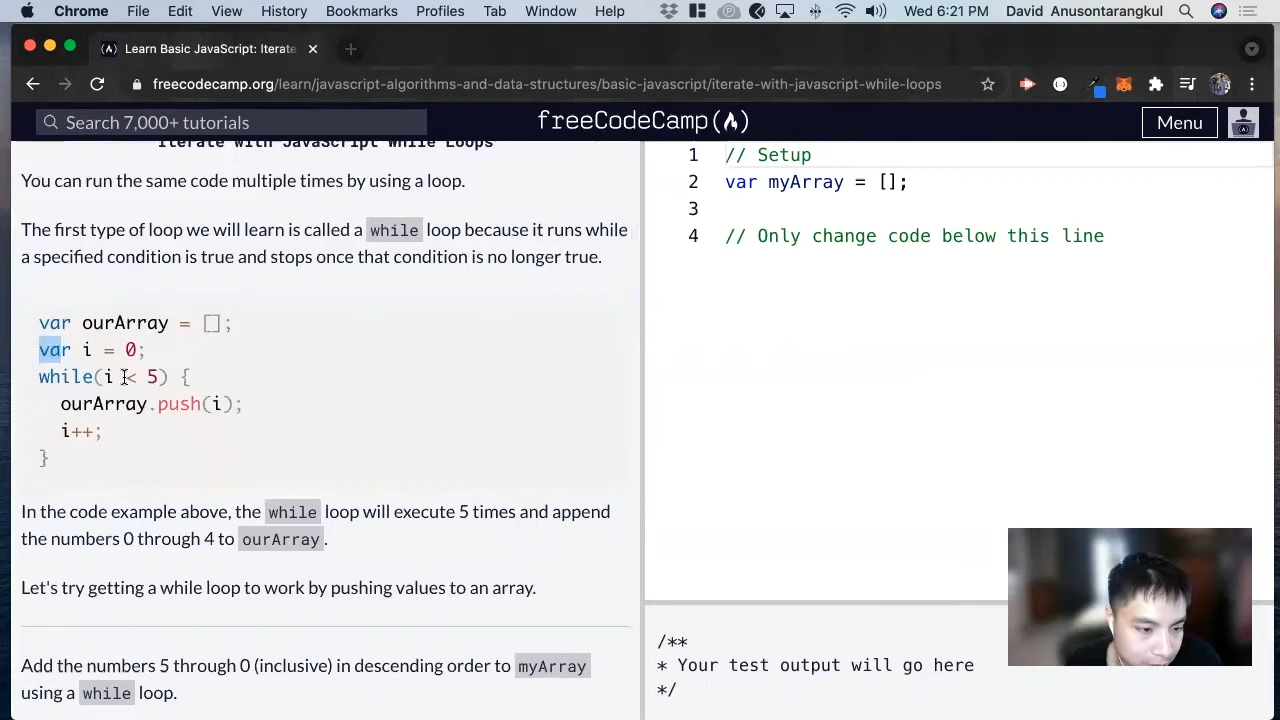 Chrome File Edit View History Bookmarks Profiles Tab Window Help Wed 6:21 PM David Anusontarangkul
Learn Basic JavaScript: Iterate
freecodecamp.org/learn/javascript-algorithms-and-data-structures/basic-javascript/iterate-with-javascript-while-loops
Search 7,000+ tutorials
freeCodeCamp
Menu
Iterate with JavaScript While Loops
You can run the same code multiple times by using a loop.
The first type of loop we will learn is called a while loop because it runs while
a specified condition is true and stops once that condition is no longer true.
var ourArray = [];
var i = 0;
while(i < 5) {
ourArray.push(i);
i++;
}
In the code example above, the while loop will execute 5 times and append
the numbers 0 through 4 to ourArray.
Let's try getting a while loop to work by pushing values to an array.
Add the numbers 5 through 0 (inclusive) in descending order to myArray
using a while loop.
1 // Setup
2 var myArray = [];
3
4 // Only change code below this line
/**
* Your test output will go here
*/